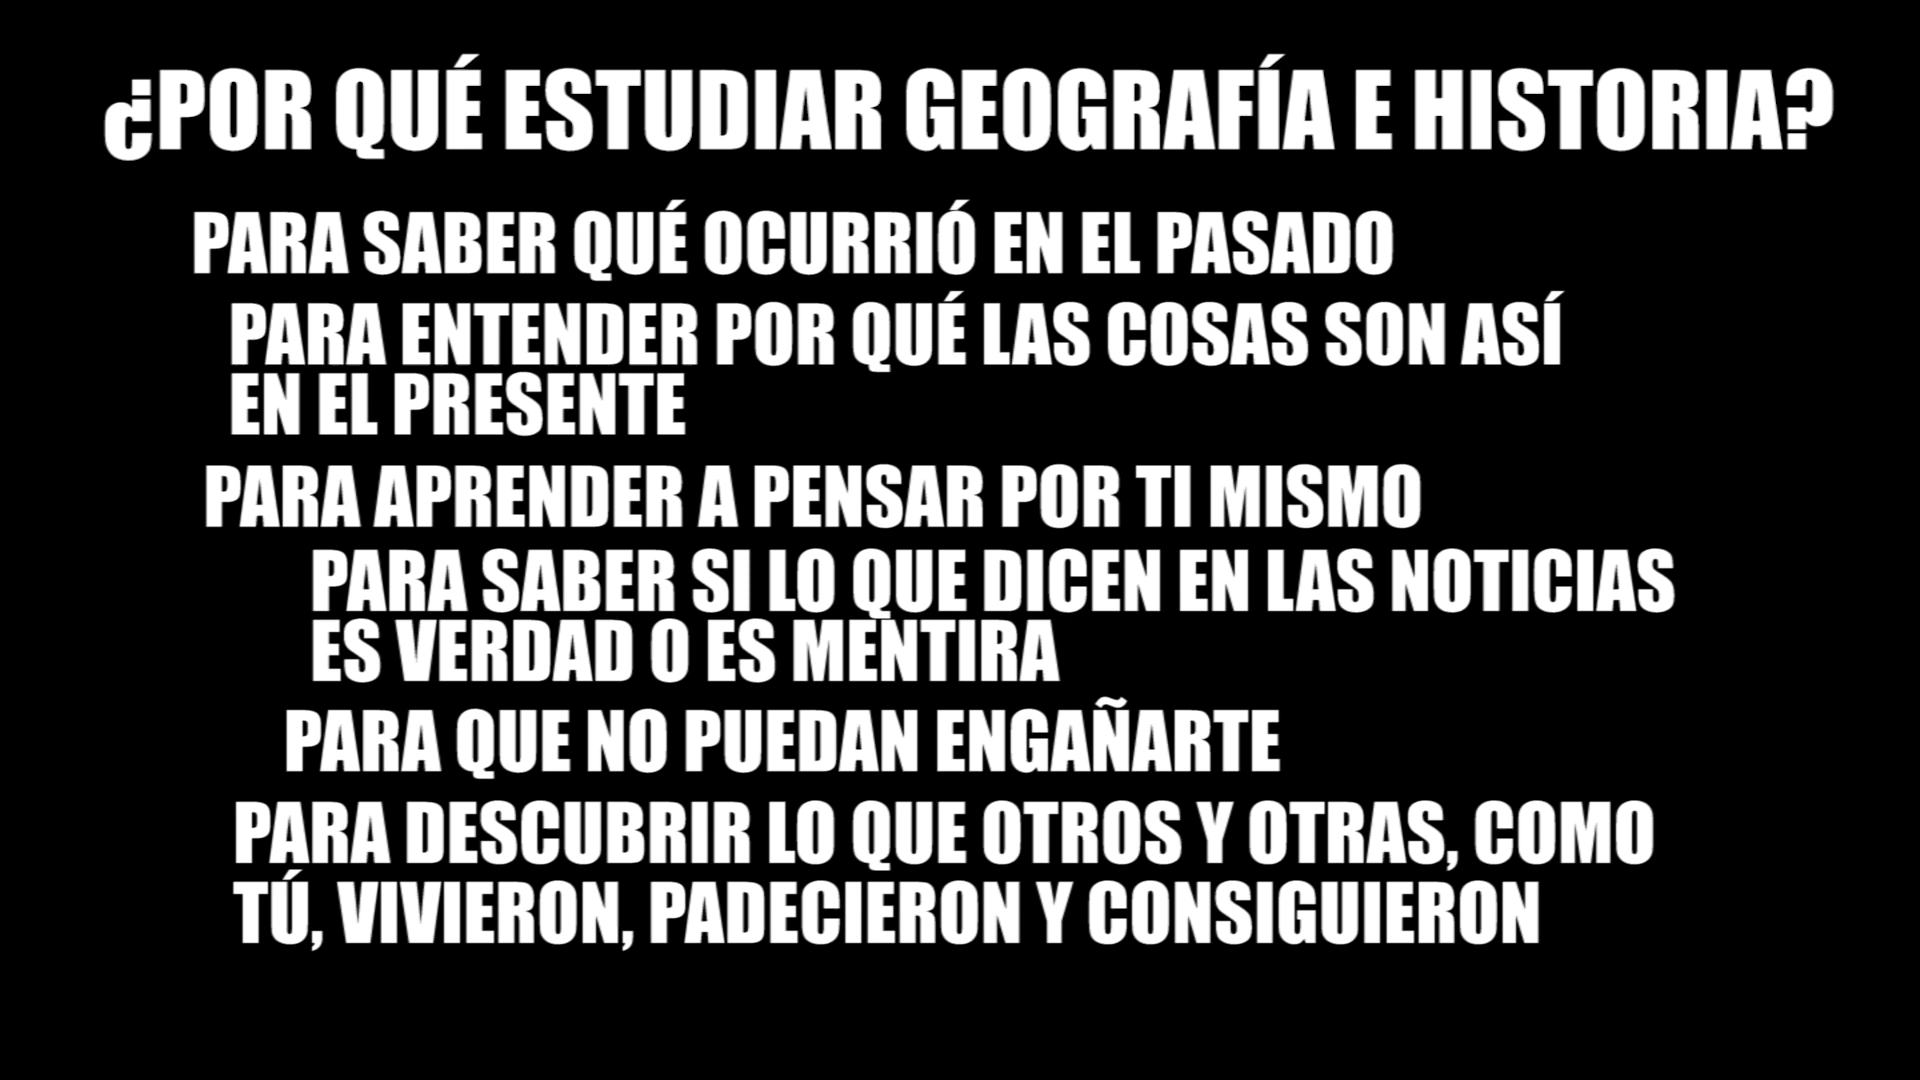 ¿POR QUÉ ESTUDIAR GEOGRAFÍA E HISTORIA?
PARA SABER QUÉ OCURRIÓ EN EL PASADO
PARA ENTENDER POR QUÉ LAS COSAS SON ASÍ
EN EL PRESENTE
PARA APRENDER A PENSAR POR TI MISMO
PARA SABER SI LO QUE DICEN EN LAS NOTICIAS
ES VERDAD O ES MENTIRA
PARA QUE NO PUEDAN ENGAÑARTE
PARA DESCUBRIR LO QUE OTROS Y OTRAS, COMO
TÚ, VIVIERON, PADECIERON Y CONSIGUIERON